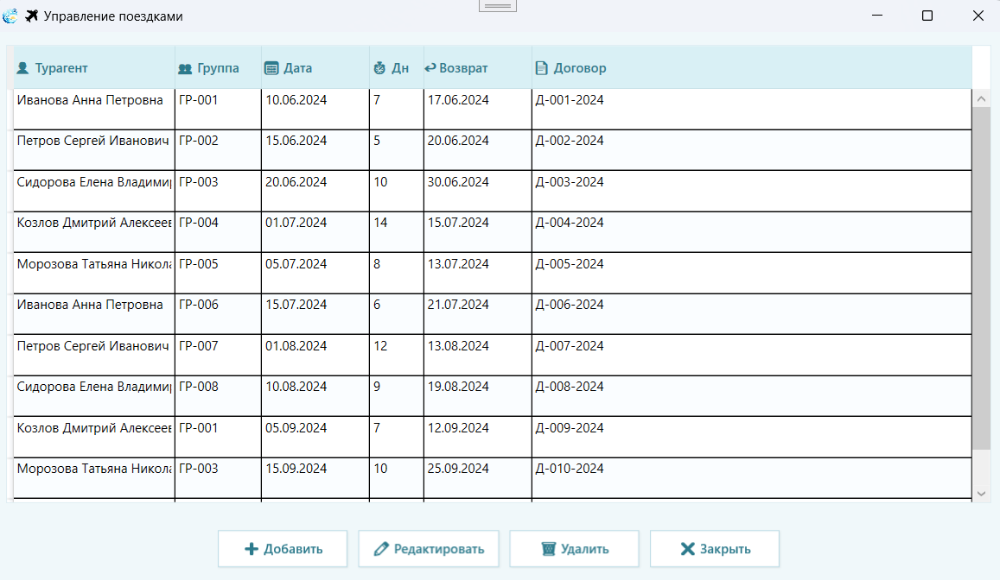 Управление поездками
Турагент Группа Дата Дн Возврат Договор
Иванова Анна Петровна ГР-001 10.06.2024 7 17.06.2024 Д-001-2024
Петров Сергей Иванович ГР-002 15.06.2024 5 20.06.2024 Д-002-2024
Сидорова Елена Владими ГР-003 20.06.2024 10 30.06.2024 Д-003-2024
Козлов Дмитрий Алексеев ГР-004 01.07.2024 14 15.07.2024 Д-004-2024
Морозова Татьяна Никола ГР-005 05.07.2024 8 13.07.2024 Д-005-2024
Иванова Анна Петровна ГР-006 15.07.2024 6 21.07.2024 Д-006-2024
Петров Сергей Иванович ГР-007 01.08.2024 12 13.08.2024 Д-007-2024
Сидорова Елена Владими ГР-008 10.08.2024 9 19.08.2024 Д-008-2024
Козлов Дмитрий Алексеев ГР-001 05.09.2024 7 12.09.2024 Д-009-2024
Морозова Татьяна Никола ГР-003 15.09.2024 10 25.09.2024 Д-010-2024
Добавить Редактировать Удалить Закрыть